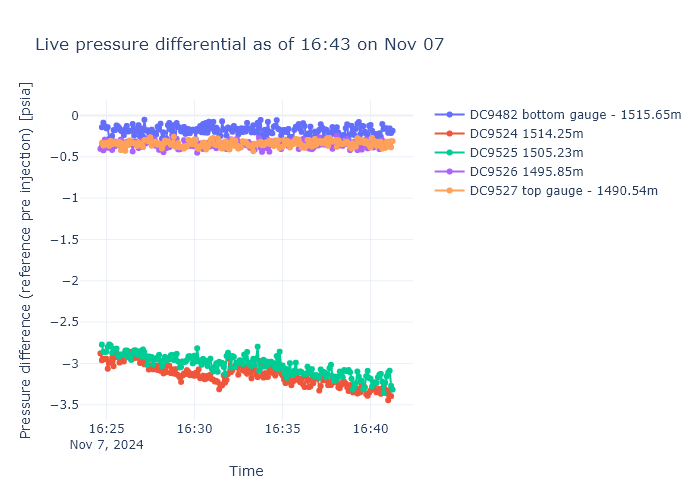 Live pressure differential as of 16:43 on Nov 07
Pressure difference (reference pre injection) [psia]
0
−0.5
−1
−1.5
−2
−2.5
−3
−3.5
16:25
Nov 7, 2024
16:30
16:35
16:40
Time
DC9482 bottom gauge - 1515.65m
DC9524 1514.25m
DC9525 1505.23m
DC9526 1495.85m
DC9527 top gauge - 1490.54m